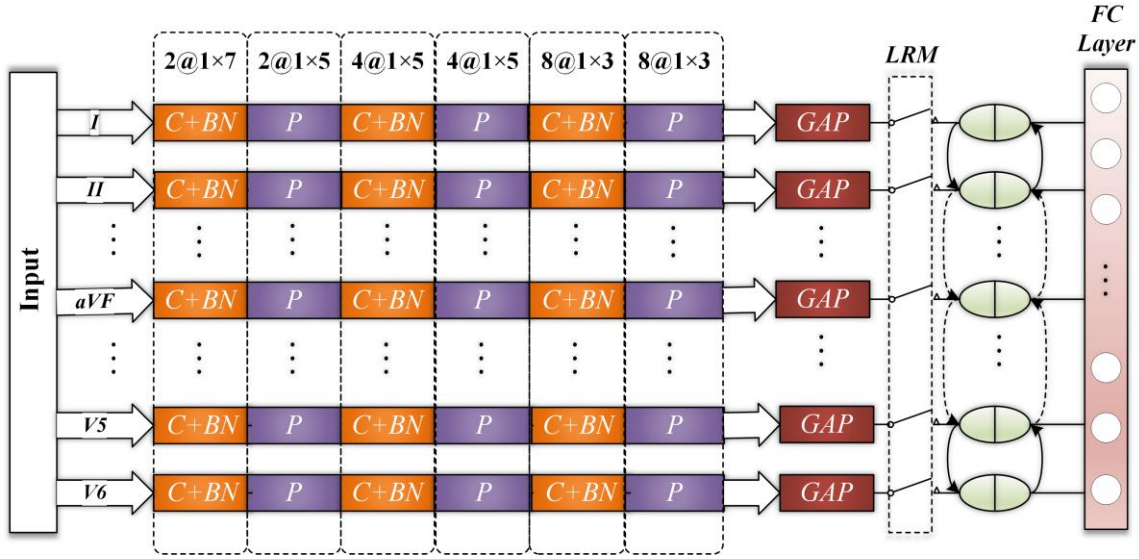 FC
Layer
2@1×7 2@1×5 4@1×5 4@1×5 8@1×3 8@1×3 LRM
I C+BN P C+BN P C+BN P GAP
II C+BN P C+BN P C+BN P GAP
Input
aVF C+BN P C+BN P C+BN P GAP
V5 C+BN P C+BN P C+BN P GAP
V6 C+BN P C+BN P C+BN P GAP